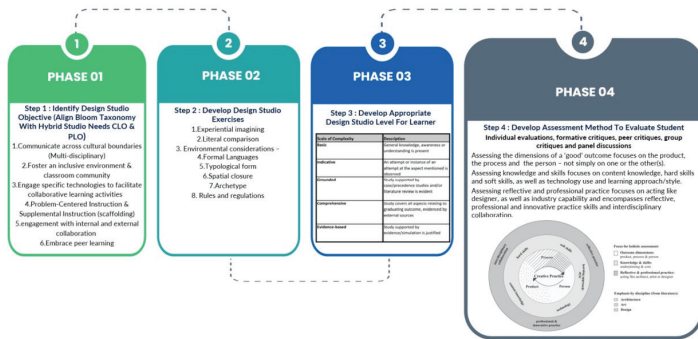 1
PHASE 01
Step 1 : Identify Design Studio
Objective (Align Bloom Taxonomy
With Hybrid Studio Needs CLO &
PLO)
1.Communicate across cultural boundaries
(Multi-disciplinary)
2.Foster an inclusive environment &
classroom community
3.Engage specific technologies to facilitate
collaborative learning activities
4.Problem-Centered Instruction &
Supplemental Instruction (scaffolding)
5.engagement with internal and external
collaboration
6.Embrace peer learning
2
PHASE 02
Step 2 : Develop Design Studio
Exercises
1.Experiential imagining
2.Literal comparison
3. Environmental considerations –
4.Formal Languages
5.Typological form
6.Spatial closure
7.Archetype
8. Rules and regulations
3
PHASE 03
Step 3 : Develop Appropriate
Design Studio Level For Learner
Scale of Complexity
Description
Basic
General knowledge, awareness or
understanding is present
Indicative
An attempt or instance of an
attempt at the aspect mentioned is
observed
Grounded
Study supported by
case/precedence studies and/or
literature review is evident
Comprehensive
Study covers all aspects relating to
graduating outcome, evidenced by
external sources
Evidence-based
Study supported by
evidence/simulation is justified
4
PHASE 04
Step 4 : Develop Assessment Method To Evaluate Student
Individual evaluations, formative critiques, peer critiques, group
critiques and panel discussions
Assessing the dimensions of a 'good' outcome focuses on the product,
the process and the person – not simply on one or the other(s).
Assessing knowledge and skills focuses on content knowledge, hard skills
and soft skills, as well as technology use and learning approach/style.
Assessing reflective and professional practice focuses on acting like
designer, as well as industry capability and encompasses reflective,
professional and innovative practice skills and interdisciplinary
collaboration.
Process
Creative Practice
Product
Person
hard skills
soft skills
professional &
innovative practice
Focus for holistic assessment:
Outcome dimensions:
product, process & person
Knowledge & skills:
Reflective & professional practice:
Emphasis by discipline (from literature):
Architecture
Art
Design